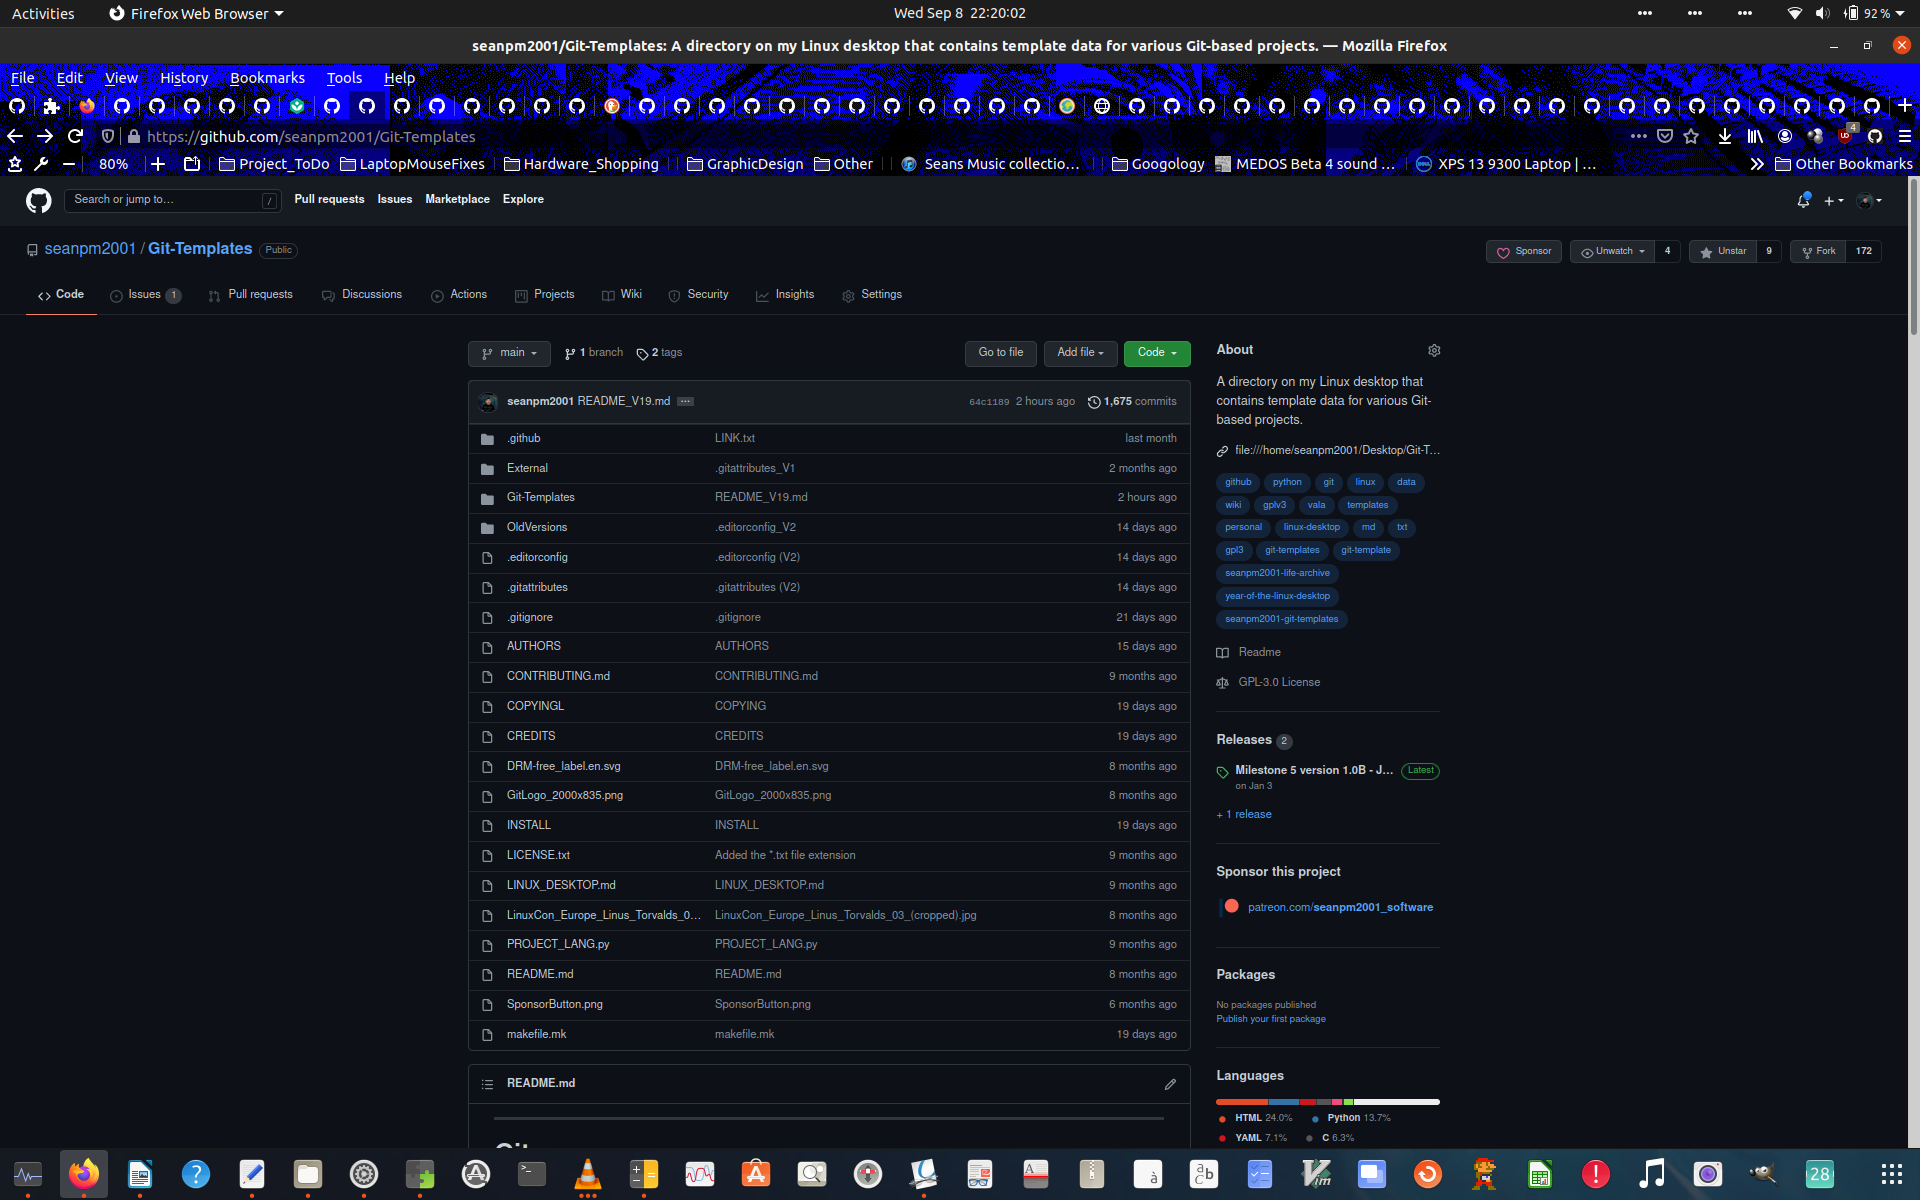 Activities Firefox Web Browser Wed Sep 8 22:20:02 92 %
seanpm2001/Git-Templates: A directory on my Linux desktop that contains template data for various Git-based projects. — Mozilla Firefox
File Edit View History Bookmarks Tools Help
https://github.com/seanpm2001/Git-Templates 4
80% Project_ToDo LaptopMouseFixes Hardware_Shopping GraphicDesign Other Seans Music collectio… Googology MEDOS Beta 4 sound … XPS 13 9300 Laptop | … Other Bookmarks
Search or jump to… / Pull requests Issues Marketplace Explore
seanpm2001 / Git-Templates Public Sponsor Unwatch 4 Unstar 9 Fork 172
Code Issues 1 Pull requests Discussions Actions Projects Wiki Security Insights Settings
main 1 branch 2 tags Go to file Add file Code
seanpm2001 README_V19.md 64c1189 2 hours ago 1,675 commits
.github LINK.txt last month
External .gitattributes_V1 2 months ago
Git-Templates README_V19.md 2 hours ago
OldVersions .editorconfig_V2 14 days ago
.editorconfig .editorconfig (V2) 14 days ago
.gitattributes .gitattributes (V2) 14 days ago
.gitignore .gitignore 21 days ago
AUTHORS AUTHORS 15 days ago
CONTRIBUTING.md CONTRIBUTING.md 9 months ago
COPYINGL COPYING 19 days ago
CREDITS CREDITS 19 days ago
DRM-free_label.en.svg DRM-free_label.en.svg 8 months ago
GitLogo_2000x835.png GitLogo_2000x835.png 8 months ago
INSTALL INSTALL 19 days ago
LICENSE.txt Added the *.txt file extension 9 months ago
LINUX_DESKTOP.md LINUX_DESKTOP.md 9 months ago
LinuxCon_Europe_Linus_Torvalds_0… LinuxCon_Europe_Linus_Torvalds_03_(cropped).jpg 8 months ago
PROJECT_LANG.py PROJECT_LANG.py 9 months ago
README.md README.md 8 months ago
SponsorButton.png SponsorButton.png 6 months ago
makefile.mk makefile.mk 19 days ago
README.md
About
A directory on my Linux desktop that
contains template data for various Git-
based projects.
file:///home/seanpm2001/Desktop/Git-T…
github python git linux data
wiki gplv3 vala templates
personal linux-desktop md txt
gpl3 git-templates git-template
seanpm2001-life-archive
year-of-the-linux-desktop
seanpm2001-git-templates
Readme
GPL-3.0 License
Releases 2
Milestone 5 version 1.0B - J… Latest
on Jan 3
+ 1 release
Sponsor this project
patreon.com/seanpm2001_software
Packages
No packages published
Publish your first package
Languages
HTML 24.0% Python 13.7%
YAML 7.1% C 6.3%
28